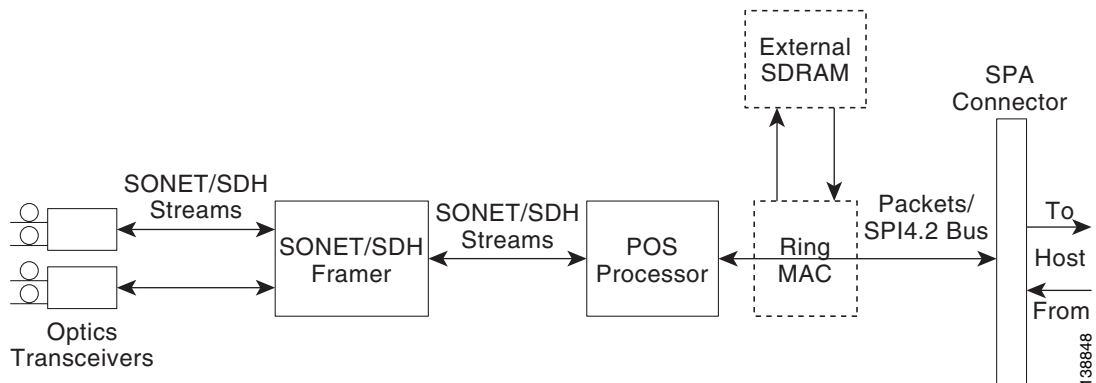 External
SDRAM
SPA
Connector
SONET/SDH
Streams
SONET/SDH
Framer
SONET/SDH
Streams
POS
Processor
Ring
MAC
Packets/
SPI4.2 Bus
To
Host
From
Optics
Transceivers
138848